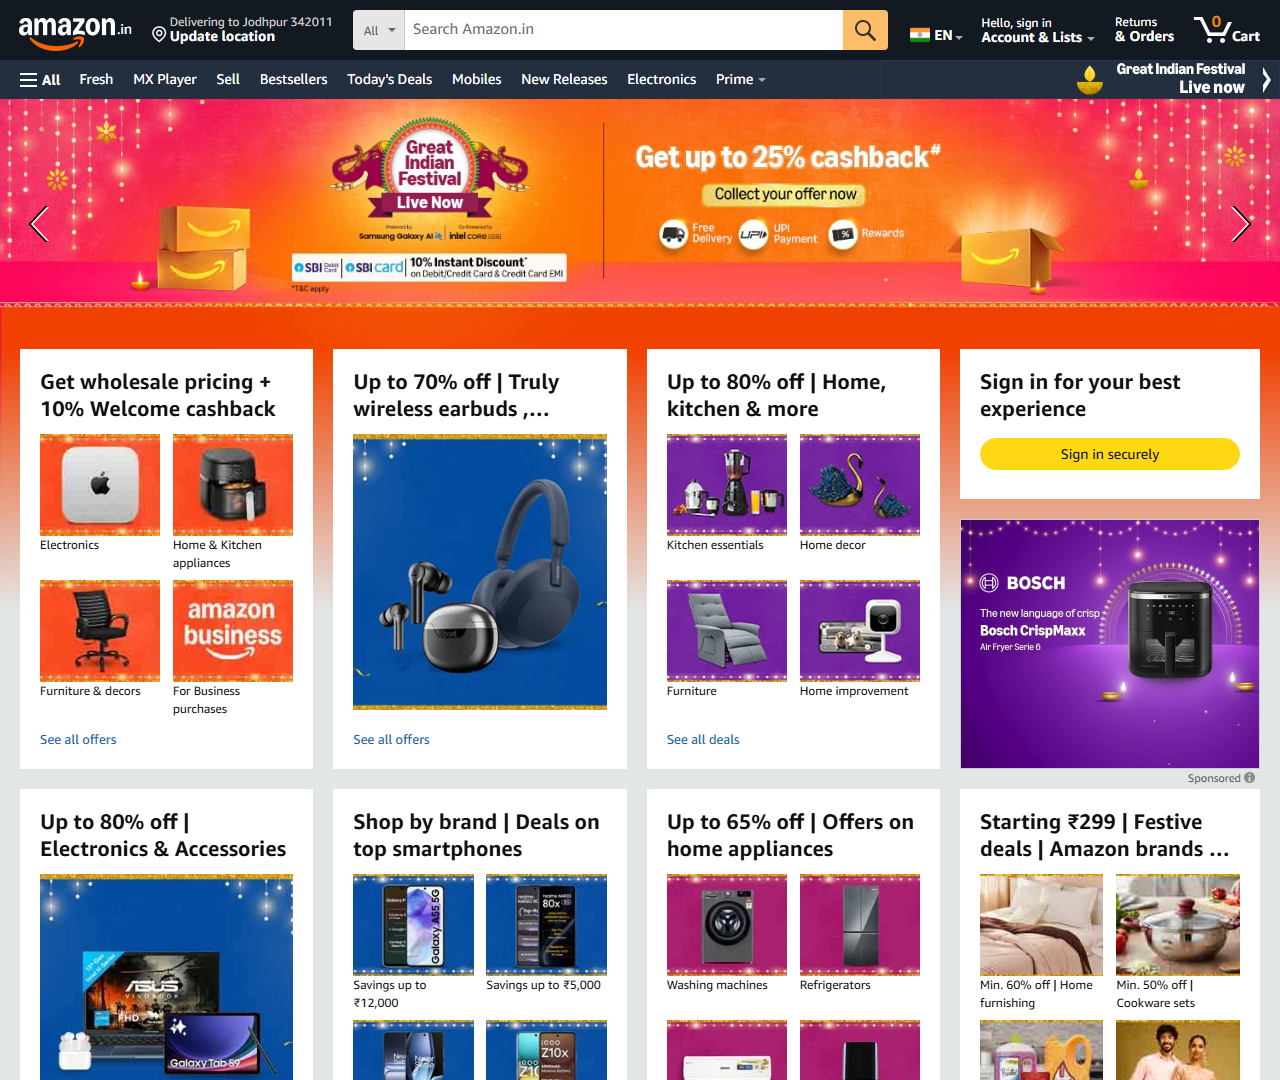 amazon.in
Delivering to Jodhpur 342011
Update location
All
Search Amazon.in
EN
Hello, sign in
Account & Lists
Returns
& Orders
0
Cart
All
Fresh
MX Player
Sell
Bestsellers
Today's Deals
Mobiles
New Releases
Electronics
Prime
Great Indian Festival
Live now
Great
Indian
Festival
Live Now
Powered by
Samsung Galaxy AI
Co-Powered by
intel CORE
SBI Debit Card
SBI card
10% Instant Discount*
on Debit/Credit Card & Credit Card EMI
*T&C apply
Get up to 25% cashback#
Collect your offer now
Free
Delivery
UPI
UPI
Payment
Rewards
Get wholesale pricing +
10% Welcome cashback
Electronics
Home & Kitchen
appliances
amazon
business
Furniture & decors
For Business
purchases
See all offers
Up to 70% off | Truly
wireless earbuds ,...
boAt
See all offers
Up to 80% off | Home,
kitchen & more
Kitchen essentials
Home decor
Furniture
Home improvement
See all deals
Sign in for your best
experience
Sign in securely
BOSCH
The new language of crisp
Bosch CrispMaxx
Air Fryer Serie 6
Sponsored
Up to 80% off |
Electronics & Accessories
13th Gen
Intel H-Series
ASUS
VIVOBOOK
FHD
Galaxy Tab S9
Shop by brand | Deals on
top smartphones
Galaxy A55 5G
realme
NARZO
80x
Savings up to
₹12,000
Savings up to ₹5,000
iQOO
Z10x
Up to 65% off | Offers on
home appliances
Washing machines
Refrigerators
Starting ₹299 | Festive
deals | Amazon brands ...
Min. 60% off | Home
furnishing
Min. 50% off |
Cookware sets